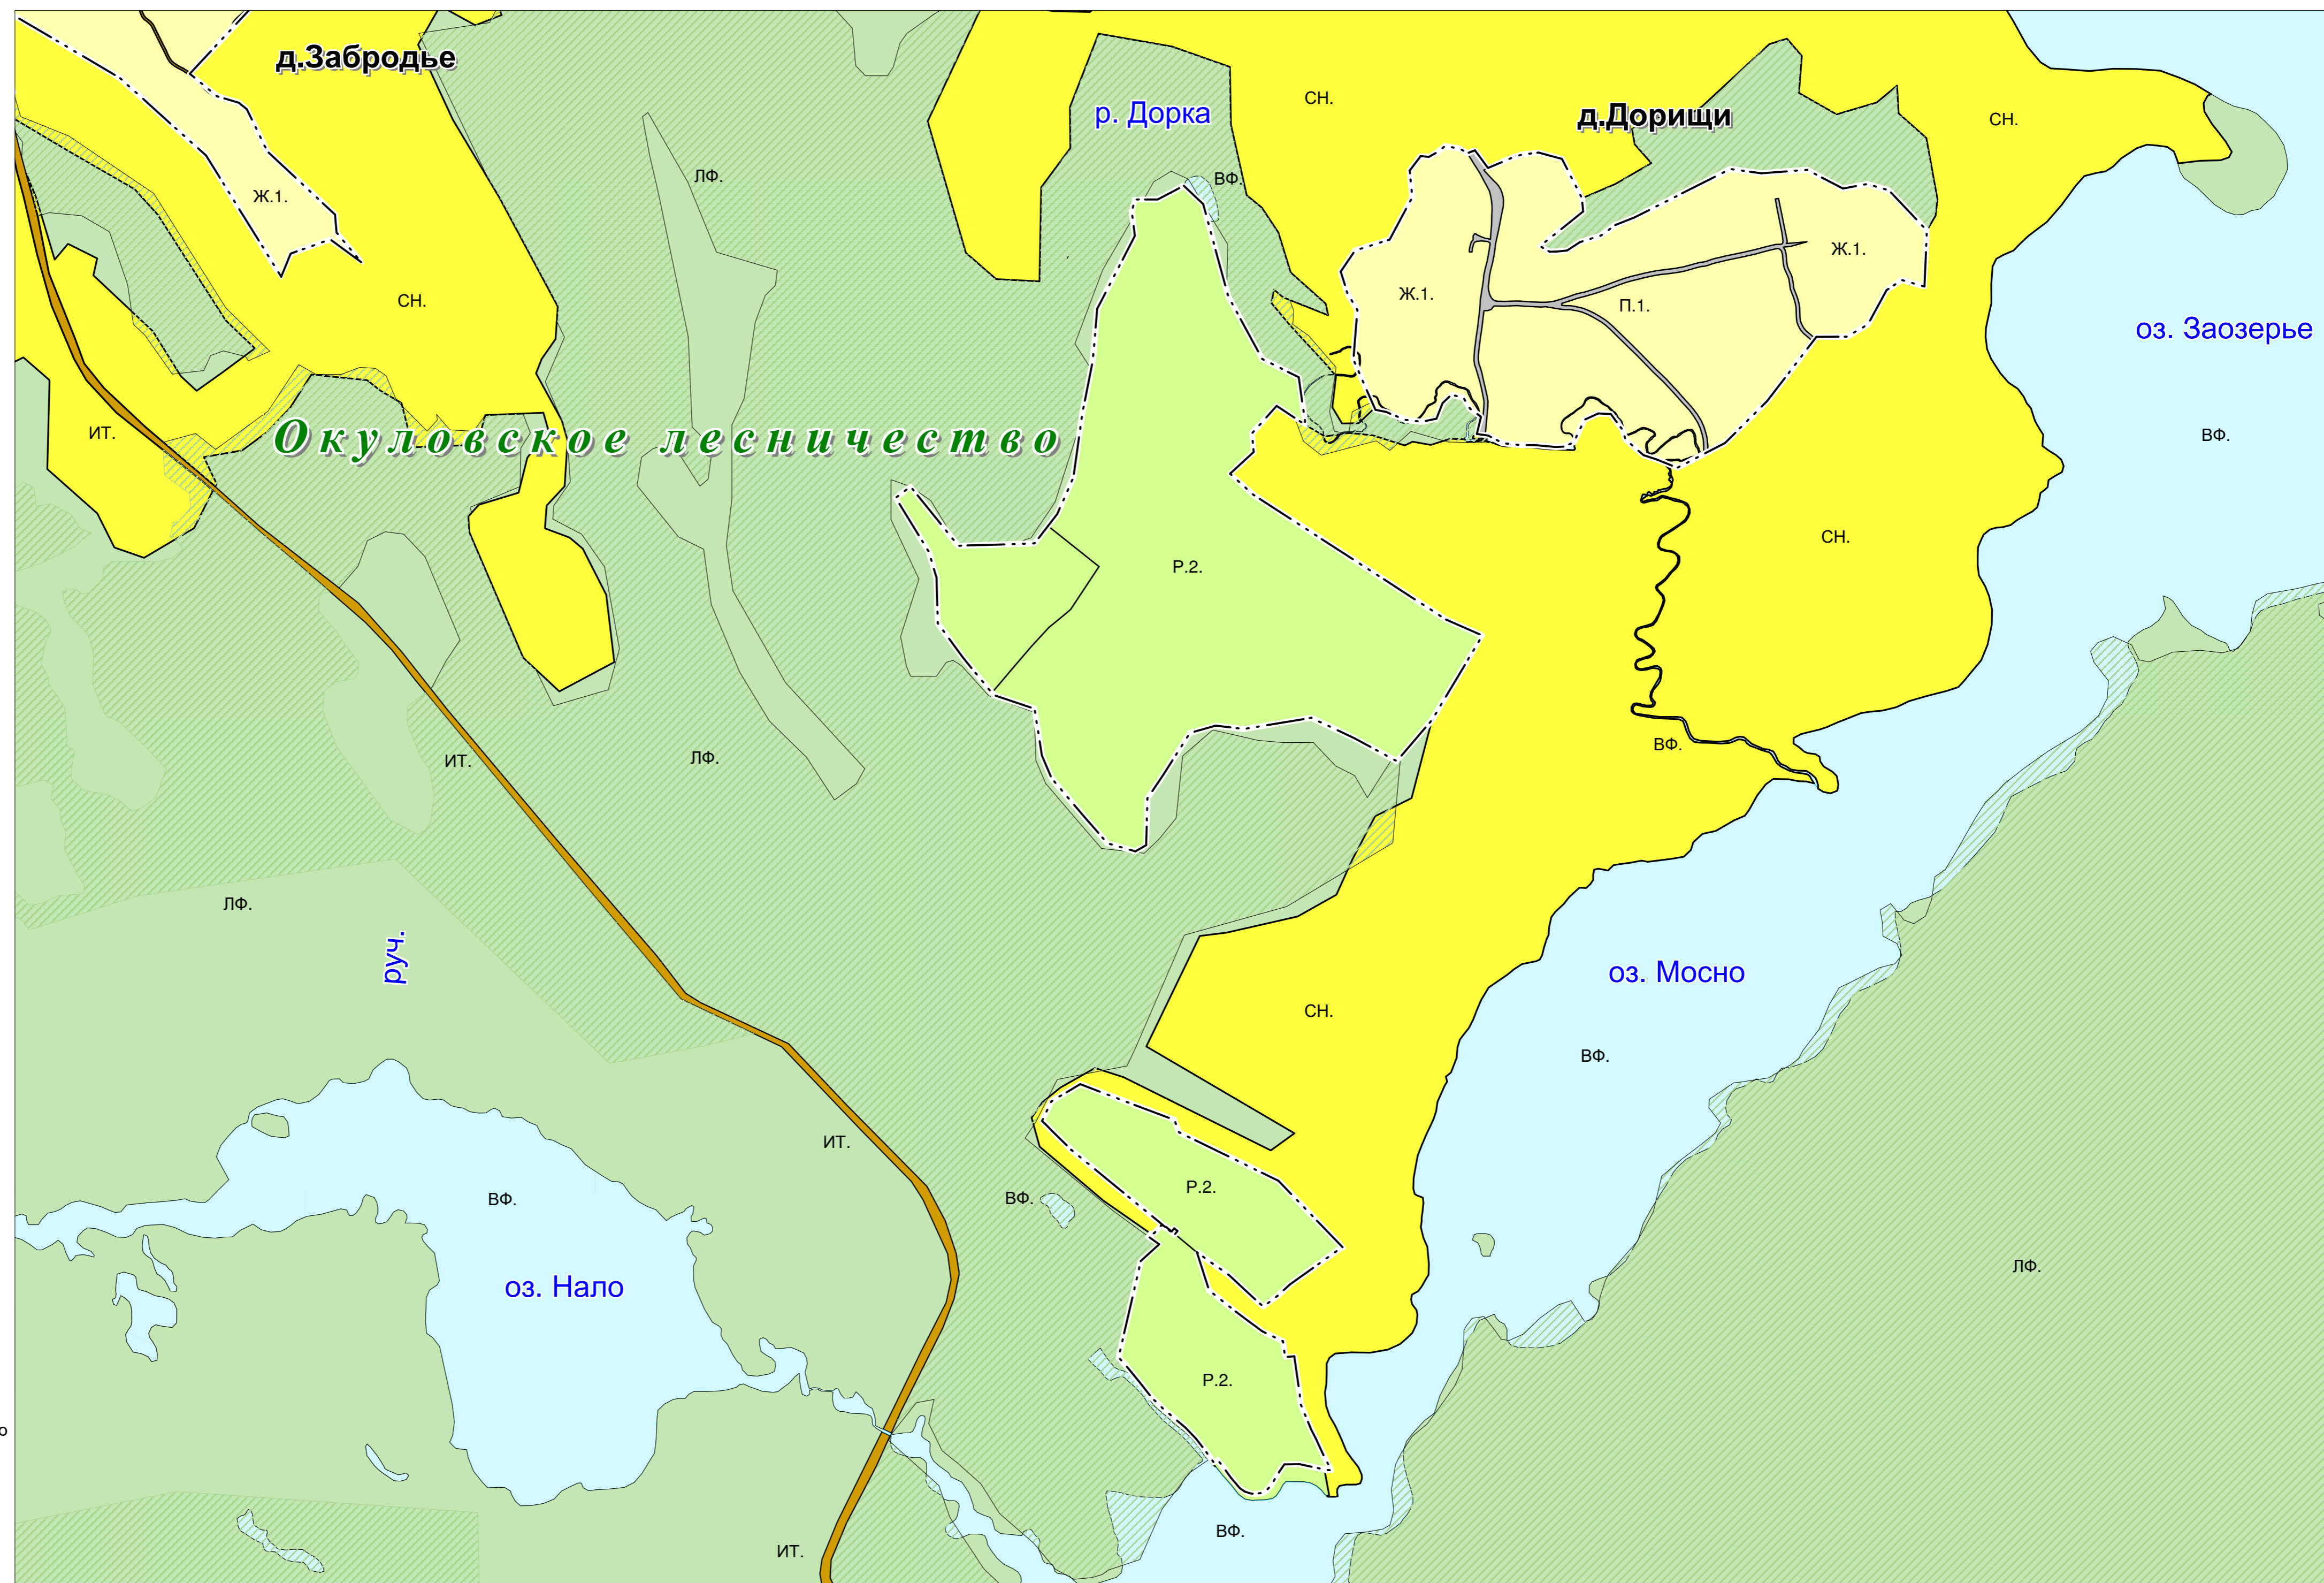 д.Забродье
СН.
р. Дорка
д.Дорищи
СН.
ЛФ.
ВФ.
Ж.1.
Ж.1.
СН.
Ж.1.
П.1.
оз. Заозерье
ИТ.
Окуловское лесничество
ВФ.
СН.
Р.2.
ВФ.
ИТ.
ЛФ.
ЛФ.
руч.
оз. Мосно
СН.
ВФ.
ИТ.
Р.2.
ВФ.
ВФ.
ЛФ.
оз. Нало
Р.2.
о
ВФ.
ИТ.